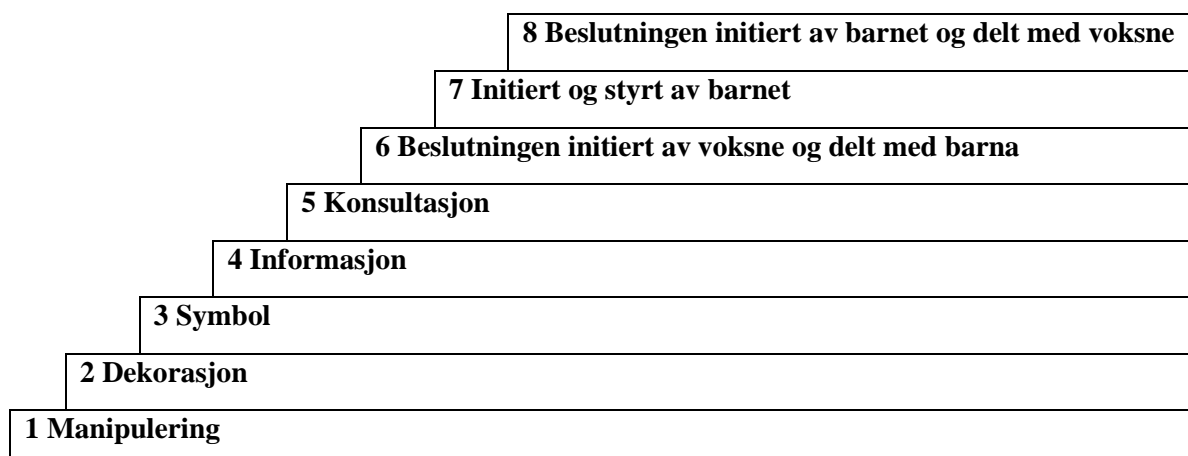 8 Beslutningen initiert av barnet og delt med voksne
7 Initiert og styrt av barnet
6 Beslutningen initiert av voksne og delt med barna
5 Konsultasjon
4 Informasjon
3 Symbol
2 Dekorasjon
1 Manipulering